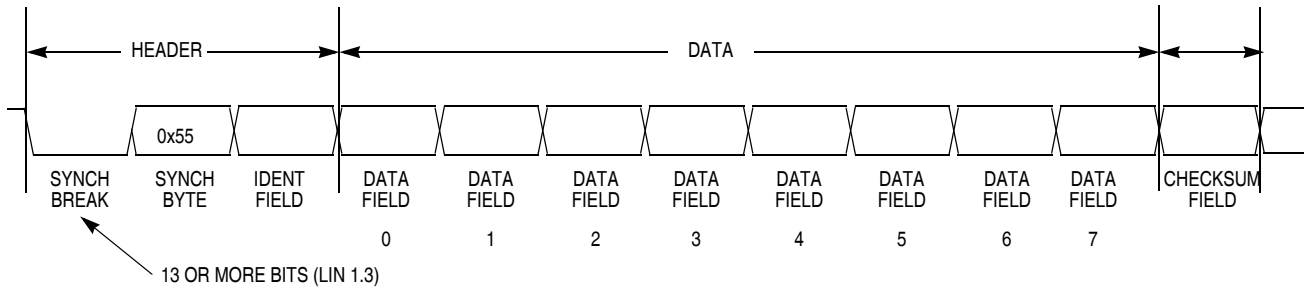 HEADER DATA
0x55
SYNCH BREAK SYNCH BYTE IDENT FIELD DATA FIELD DATA FIELD DATA FIELD DATA FIELD DATA FIELD DATA FIELD DATA FIELD DATA FIELD CHECKSUM FIELD
0 1 2 3 4 5 6 7
13 OR MORE BITS (LIN 1.3)